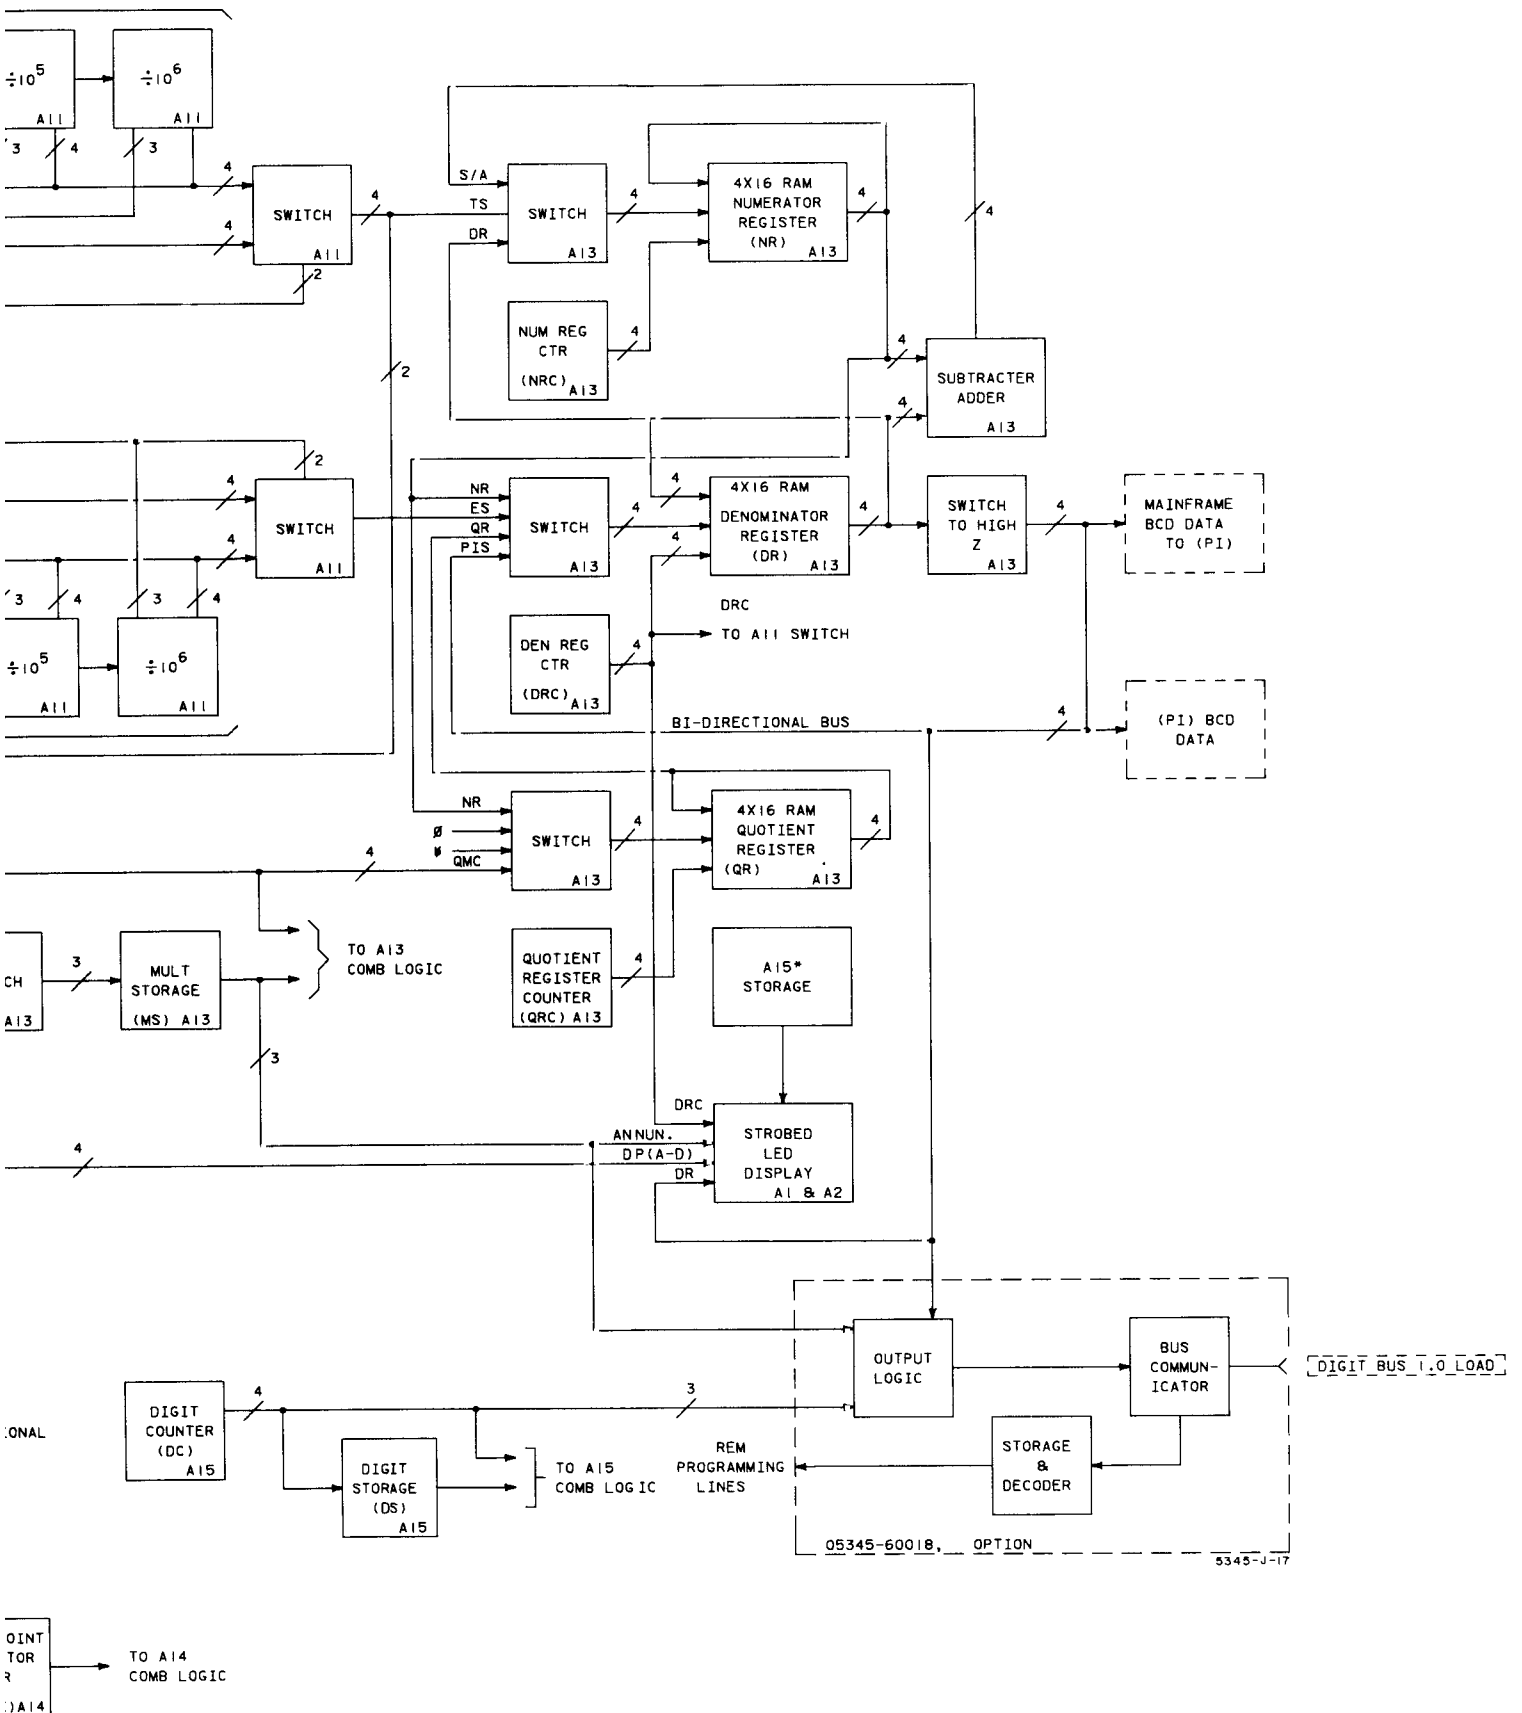 ÷10⁵
A11
÷10⁶
A11
3
4
3
4
4
2
SWITCH
A11
4
2
S/A
TS
DR
SWITCH
A13
4
4X16 RAM
NUMERATOR
REGISTER
(NR)
A13
4
4
NUM REG
CTR
(NRC) A13
4
4
4
SUBTRACTER
ADDER
A13
2
4
4
SWITCH
A11
NR
ES
QR
PIS
SWITCH
A13
4
4
4
4X16 RAM
DENOMINATOR
REGISTER
(DR)
A13
4
SWITCH
TO HIGH
Z
A13
4
MAINFRAME
BCD DATA
TO (PI)
3
4
3
4
÷10⁵
A11
÷10⁶
A11
DEN REG
CTR
(DRC) A13
4
DRC
TO A11 SWITCH
BI-DIRECTIONAL BUS
4
(PI) BCD
DATA
NR
Ø
QMC
4
SWITCH
A13
4
4X16 RAM
QUOTIENT
REGISTER
(QR)
A13
4
CH
A13
3
MULT
STORAGE
(MS) A13
TO A13
COMB LOGIC
3
QUOTIENT
REGISTER
COUNTER
(QRC) A13
4
A15*
STORAGE
4
DRC
ANNUN.
DP(A-D)
DR
STROBED
LED
DISPLAY
A1 & A2
OUTPUT
LOGIC
BUS
COMMUN-
ICATOR
DIGIT BUS 1.0 LOAD
IONAL
DIGIT
COUNTER
(DC)
A15
4
DIGIT
STORAGE
(DS)
A15
TO A15
COMB LOGIC
3
REM
PROGRAMMING
LINES
STORAGE
&
DECODER
05345-60018, OPTION
5345-J-17
OINT
TOR
R
)A14
TO A14
COMB LOGIC